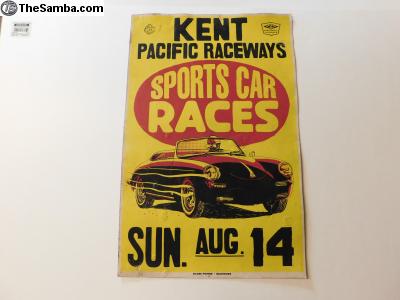 TheSamba.com
KENT
PACIFIC RACEWAYS
SPORTS CAR
RACES
SUN. AUG. 14